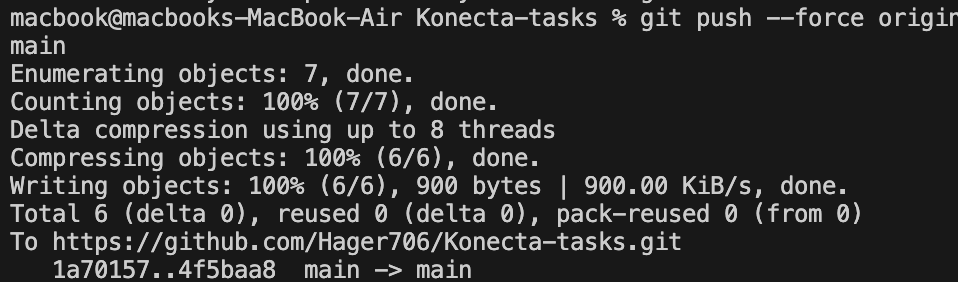 macbook@macbooks-MacBook-Air Konecta-tasks % git push --force origin
main
Enumerating objects: 7, done.
Counting objects: 100% (7/7), done.
Delta compression using up to 8 threads
Compressing objects: 100% (6/6), done.
Writing objects: 100% (6/6), 900 bytes | 900.00 KiB/s, done.
Total 6 (delta 0), reused 0 (delta 0), pack-reused 0 (from 0)
To https://github.com/Hager706/Konecta-tasks.git
   1a70157..4f5baa8  main -> main